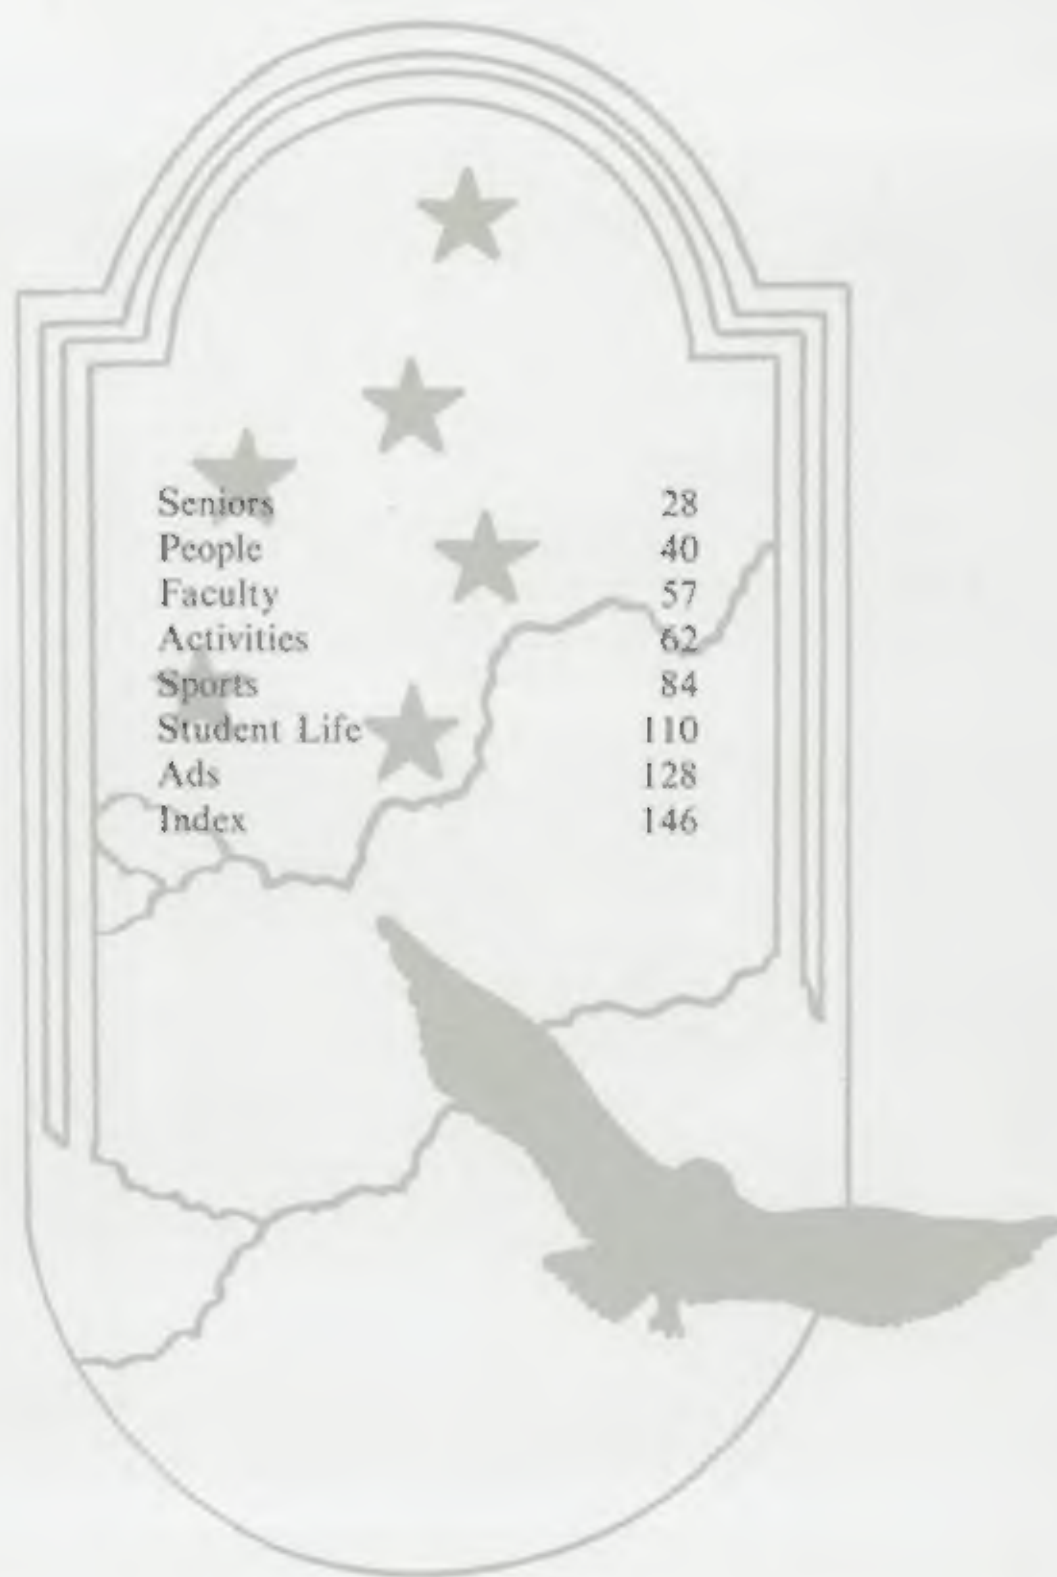 Seniors 28
People 40
Faculty 57
Activities 62
Sports 84
Student Life 110
Ads 128
Index 146